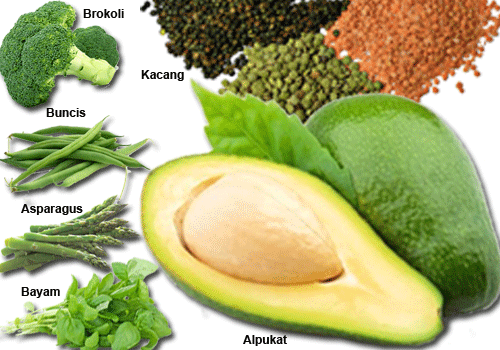 Brokoli
Kacang
Buncis
Asparagus
Bayam
Alpukat